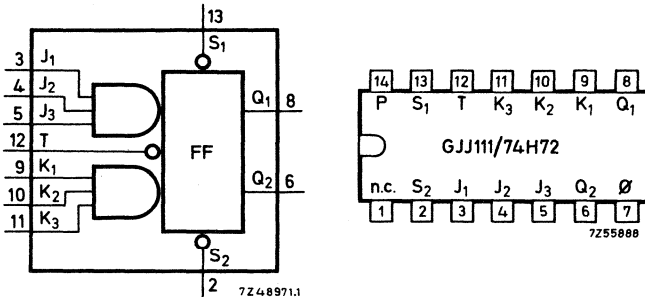 13
S₁
3 J₁
4 J₂
5 J₃
12 T
9 K₁
10 K₂
11 K₃
FF
Q₁ 8
Q₂ 6
S₂
2
7Z48971.1
14 13 12 11 10 9 8
P S₁ T K₃ K₂ K₁ Q₁
GJJ111/74H72
n.c. S₂ J₁ J₂ J₃ Q₂ Ø
1 2 3 4 5 6 7
7Z55888